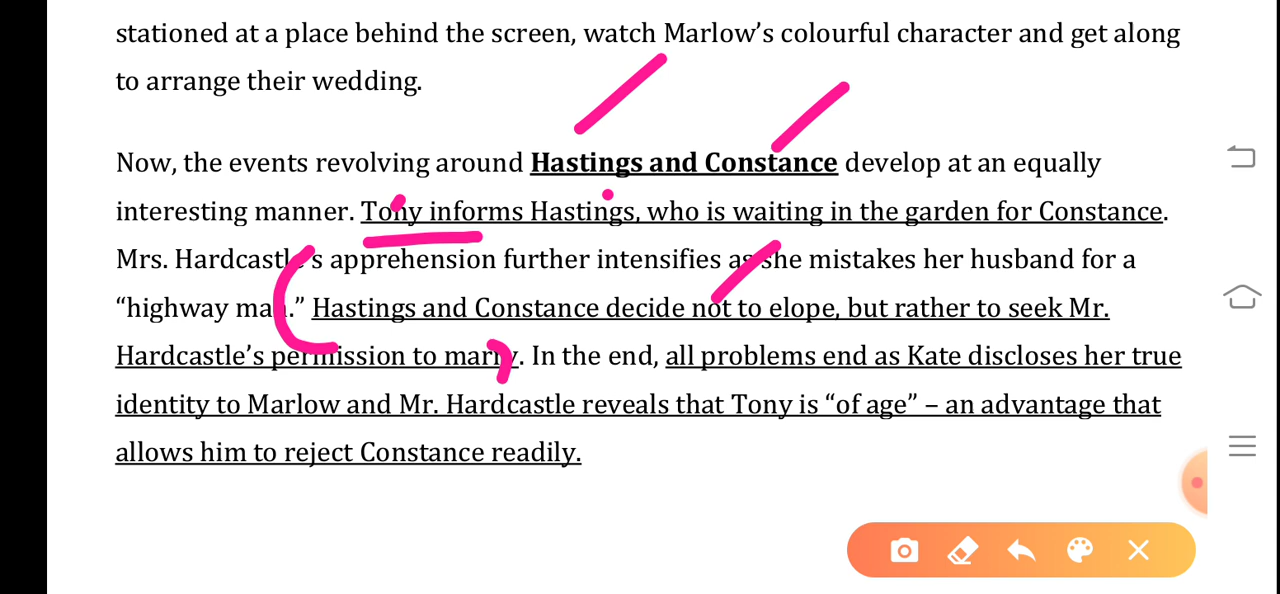 stationed at a place behind the screen, watch Marlow’s colourful character and get along
to arrange their wedding.
Now, the events revolving around Hastings and Constance develop at an equally
interesting manner. Tony informs Hastings, who is waiting in the garden for Constance.
Mrs. Hardcastle’s apprehension further intensifies as she mistakes her husband for a
“highway man.” Hastings and Constance decide not to elope, but rather to seek Mr.
Hardcastle’s permission to marry. In the end, all problems end as Kate discloses her true
identity to Marlow and Mr. Hardcastle reveals that Tony is “of age” – an advantage that
allows him to reject Constance readily.